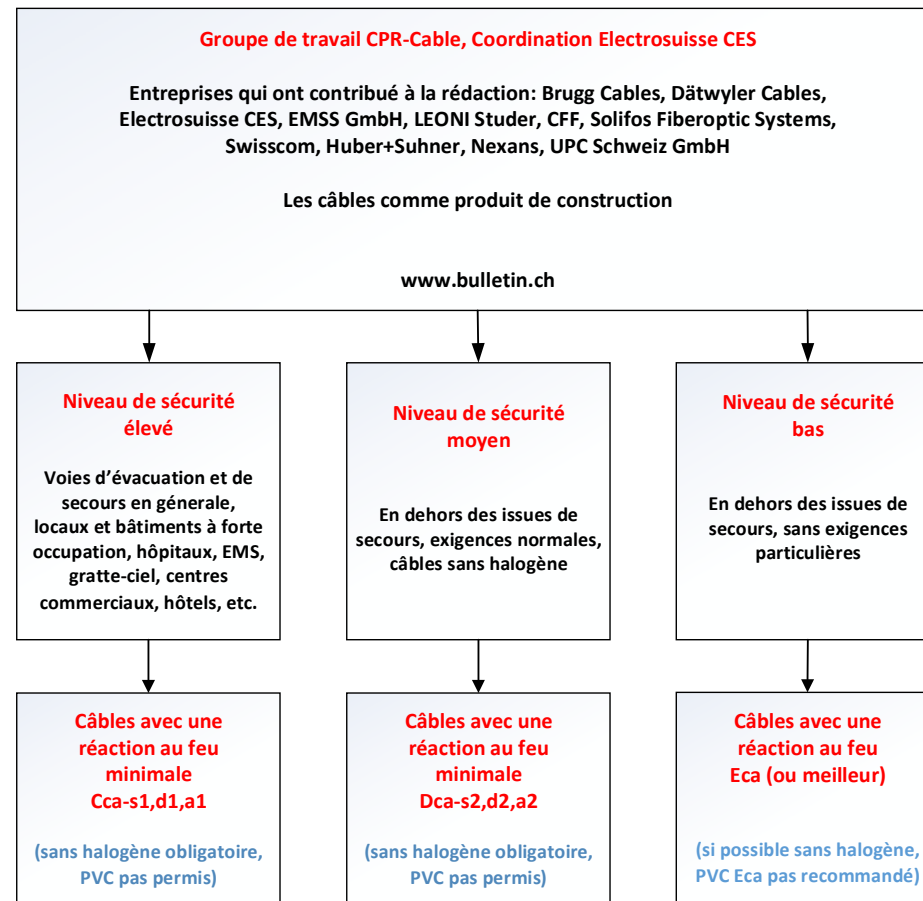 Groupe de travail CPR-Cable, Coordination Electrosuisse CES
Entreprises qui ont contribué à la rédaction: Brugg Cables, Dätwyler Cables,
Electrosuisse CES, EMSS GmbH, LEONI Studer, CFF, Solifos Fiberoptic Systems,
Swisscom, Huber+Suhner, Nexans, UPC Schweiz GmbH
Les câbles comme produit de construction
www.bulletin.ch
Niveau de sécurité
élevé
Voies d'évacuation et de
secours en génerale,
locaux et bâtiments à forte
occupation, hôpitaux, EMS,
gratte-ciel, centres
commerciaux, hôtels, etc.
Niveau de sécurité
moyen
En dehors des issues de
secours, exigences normales,
câbles sans halogène
Niveau de sécurité
bas
En dehors des issues de
secours, sans exigences
particulières
Câbles avec une
réaction au feu
minimale
Cca-s1,d1,a1
(sans halogène obligatoire,
PVC pas permis)
Câbles avec une
réaction au feu
minimale
Dca-s2,d2,a2
(sans halogène obligatoire,
PVC pas permis)
Câbles avec une
réaction au feu
Eca (ou meilleur)
(si possible sans halogène,
PVC Eca pas recommandé)